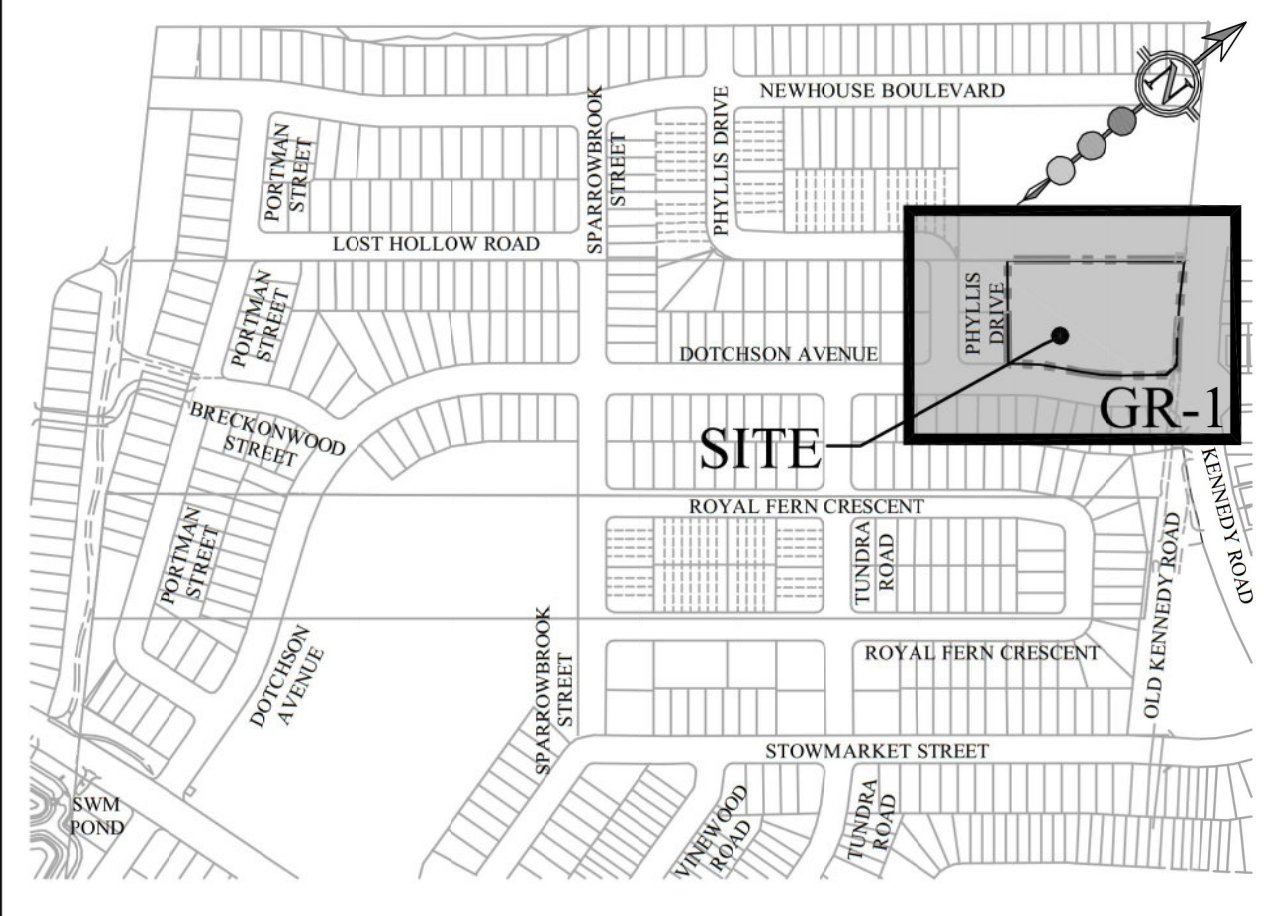 N
NEWHOUSE BOULEVARD
PORTMAN
STREET
SPARROWBROOK
STREET
PHYLLIS DRIVE
LOST HOLLOW ROAD
PORTMAN
STREET
DOTCHSON AVENUE
PHYLLIS
DRIVE
GR-1
BRECKONWOOD
STREET
SITE
KENNEDY ROAD
ROYAL FERN CRESCENT
PORTMAN
STREET
TUNDRA
ROAD
OLD KENNEDY ROAD
DOTCHSON
AVENUE
SPARROWBROOK
STREET
ROYAL FERN CRESCENT
STOWMARKET STREET
SWM
POND
VINEWOOD
ROAD
TUNDRA
ROAD